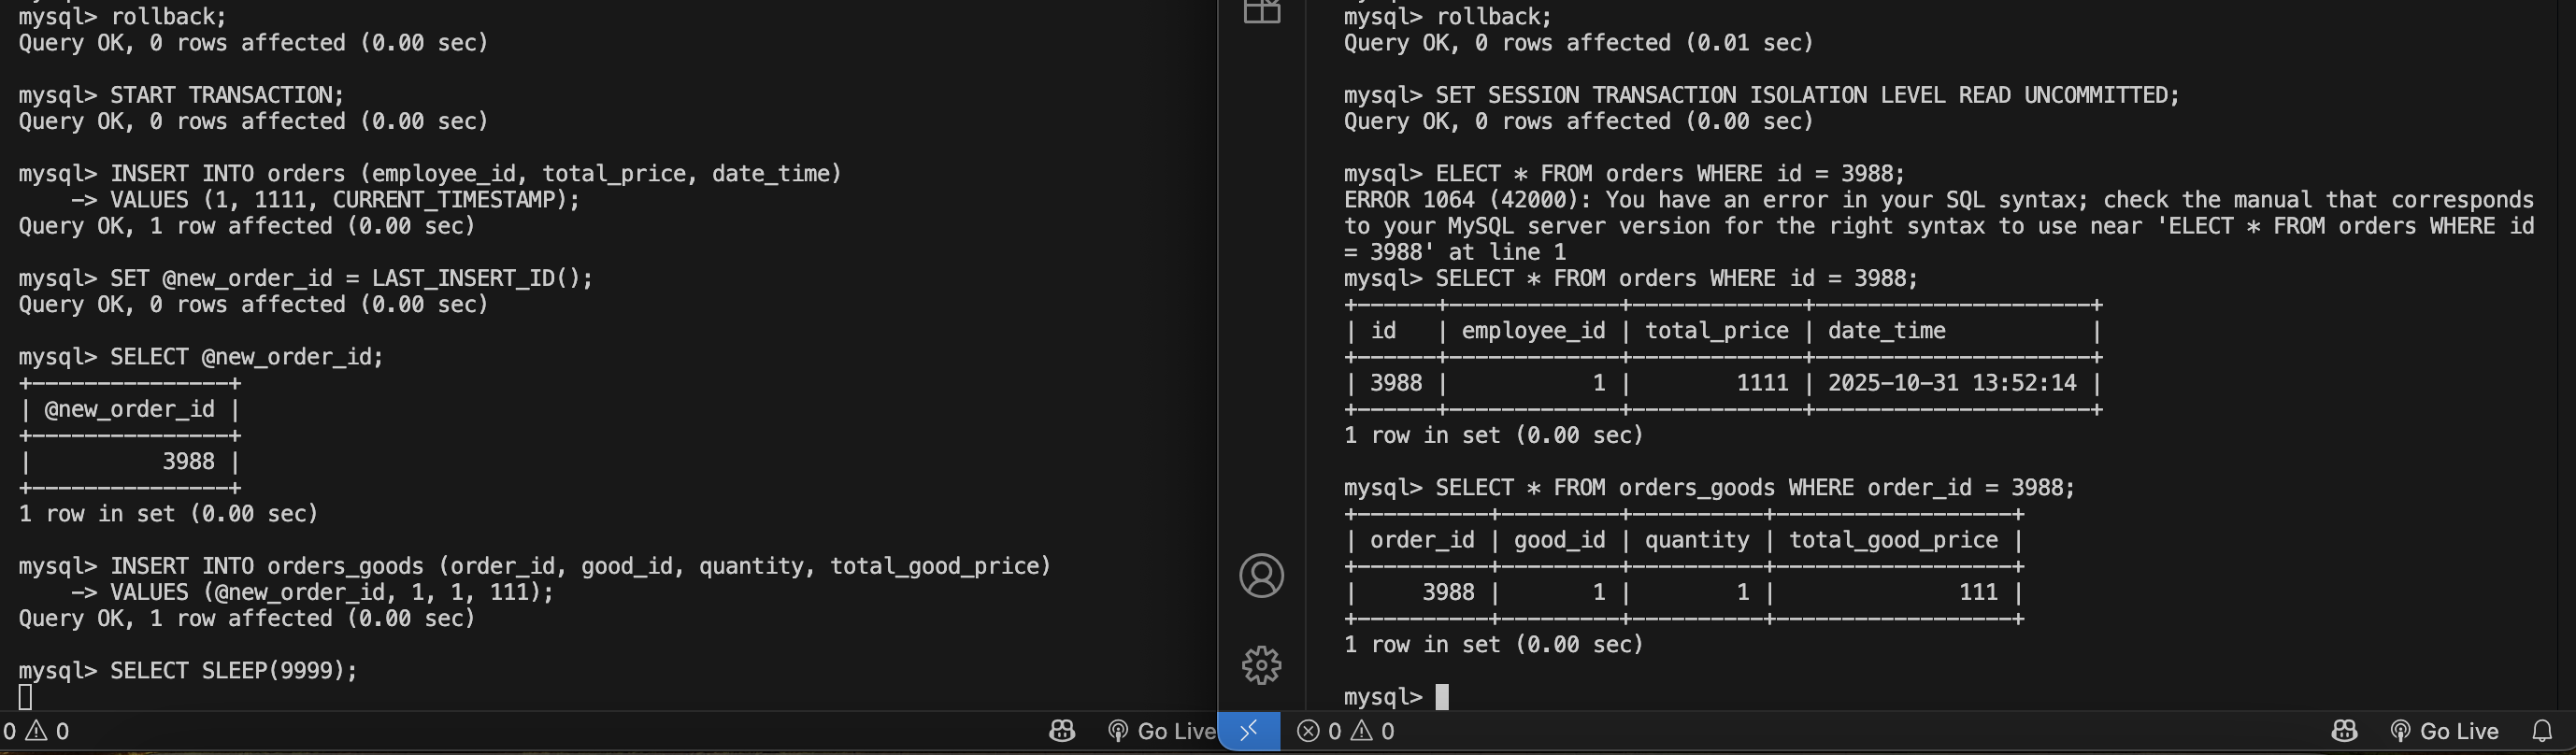 mysql> rollback;
Query OK, 0 rows affected (0.00 sec)
mysql> START TRANSACTION;
Query OK, 0 rows affected (0.00 sec)
mysql> INSERT INTO orders (employee_id, total_price, date_time)
    -> VALUES (1, 1111, CURRENT_TIMESTAMP);
Query OK, 1 row affected (0.00 sec)
mysql> SET @new_order_id = LAST_INSERT_ID();
Query OK, 0 rows affected (0.00 sec)
mysql> SELECT @new_order_id;
+---------------+
| @new_order_id |
+---------------+
|          3988 |
+---------------+
1 row in set (0.00 sec)
mysql> INSERT INTO orders_goods (order_id, good_id, quantity, total_good_price)
    -> VALUES (@new_order_id, 1, 1, 111);
Query OK, 1 row affected (0.00 sec)
mysql> SELECT SLEEP(9999);
0 0
Go Live
mysql> rollback;
Query OK, 0 rows affected (0.01 sec)
mysql> SET SESSION TRANSACTION ISOLATION LEVEL READ UNCOMMITTED;
Query OK, 0 rows affected (0.00 sec)
mysql> ELECT * FROM orders WHERE id = 3988;
ERROR 1064 (42000): You have an error in your SQL syntax; check the manual that corresponds
to your MySQL server version for the right syntax to use near 'ELECT * FROM orders WHERE id
= 3988' at line 1
mysql> SELECT * FROM orders WHERE id = 3988;
+------+-------------+-------------+---------------------+
| id   | employee_id | total_price | date_time           |
+------+-------------+-------------+---------------------+
| 3988 |           1 |        1111 | 2025-10-31 13:52:14 |
+------+-------------+-------------+---------------------+
1 row in set (0.00 sec)
mysql> SELECT * FROM orders_goods WHERE order_id = 3988;
+----------+---------+----------+------------------+
| order_id | good_id | quantity | total_good_price |
+----------+---------+----------+------------------+
|     3988 |       1 |        1 |              111 |
+----------+---------+----------+------------------+
1 row in set (0.00 sec)
mysql>
0 0
Go Live